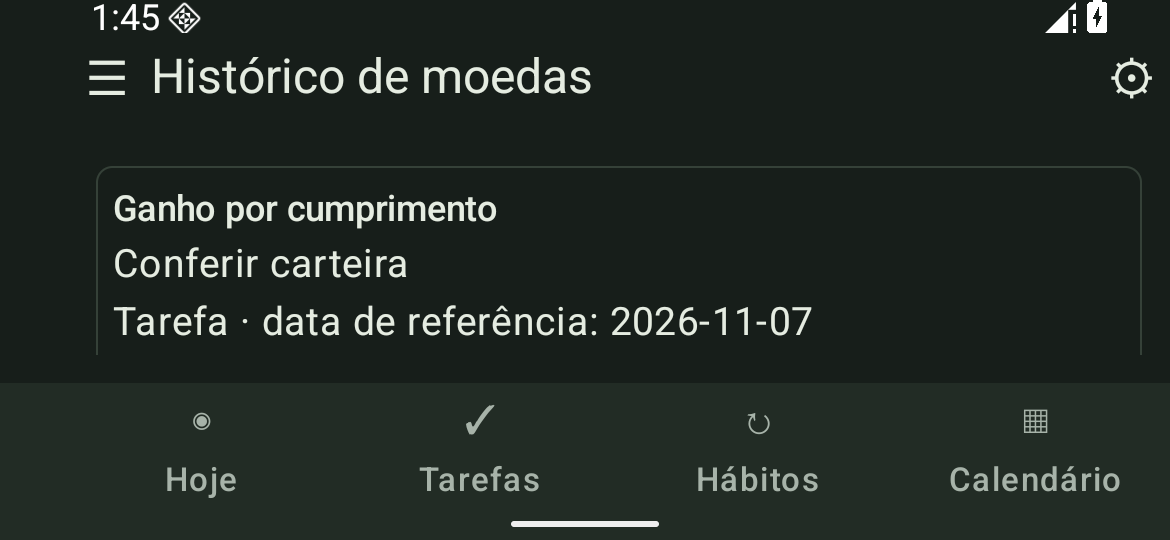 1:45
Histórico de moedas
Ganho por cumprimento
Conferir carteira
Tarefa · data de referência: 2026-11-07
Hoje
Tarefas
Hábitos
Calendário